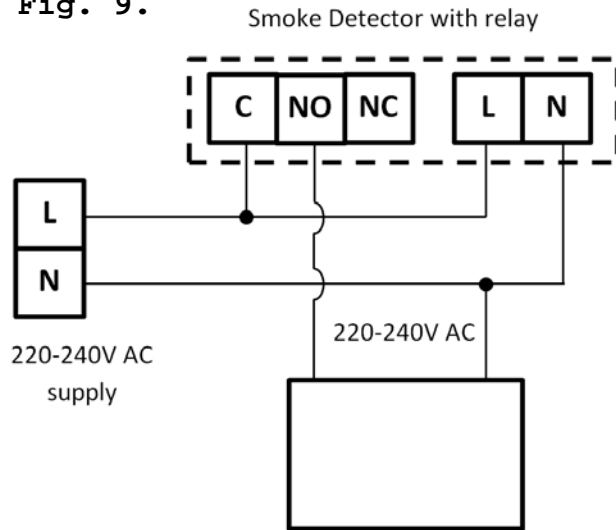 Fig. 9.
Smoke Detector with relay
C NO NC L N
L
N
220-240V AC
220-240V AC
supply